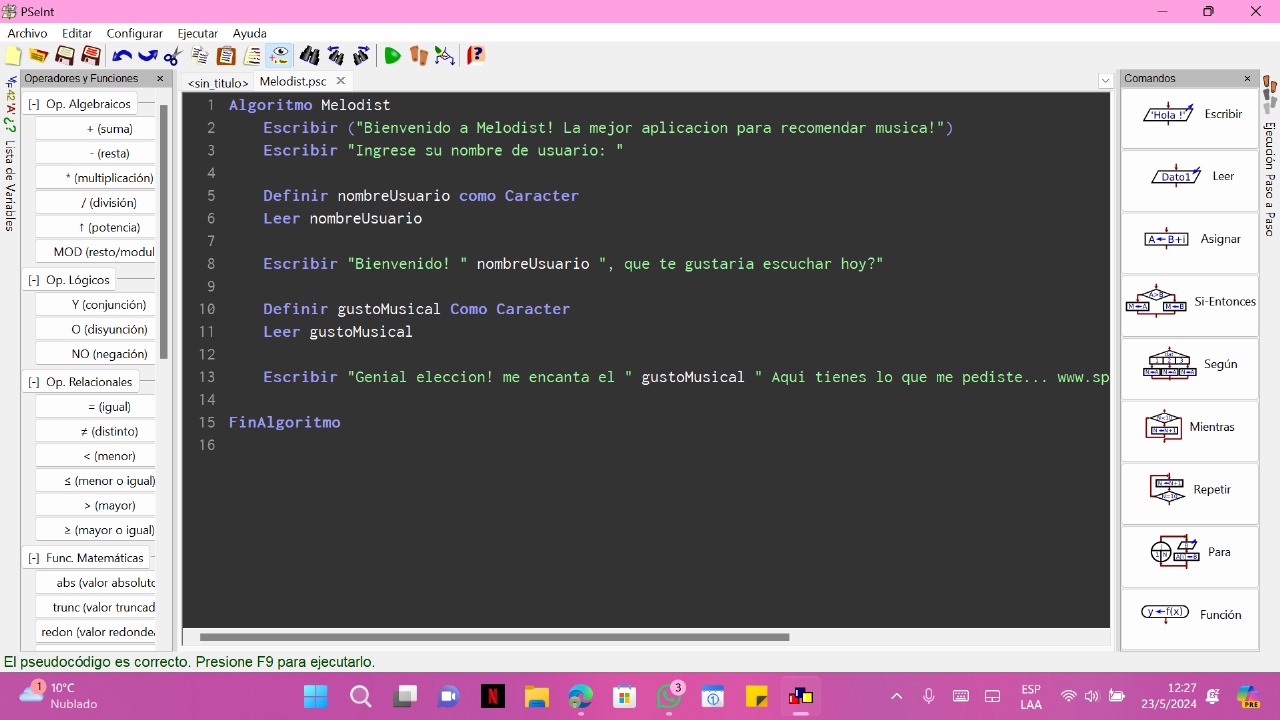 PSeInt
Archivo Editar Configurar Ejecutar Ayuda
Operadores y Funciones
<sin_titulo> Melodist.psc
Comandos
Lista de Variables
[-] Op. Algebraicos
+ (suma)
- (resta)
* (multiplicación)
/ (división)
↑ (potencia)
MOD (resto/modul
[-] Op. Lógicos
Y (conjunción)
O (disyunción)
NO (negación)
[-] Op. Relacionales
= (igual)
≠ (distinto)
< (menor)
≤ (menor o igual)
> (mayor)
≥ (mayor o igual)
[-] Func. Matemáticas
abs (valor absoluto
trunc (valor truncad
redon (valor redonde
1 Algoritmo Melodist
2 Escribir ("Bienvenido a Melodist! La mejor aplicacion para recomendar musica!")
3 Escribir "Ingrese su nombre de usuario: "
4
5 Definir nombreUsuario como Caracter
6 Leer nombreUsuario
7
8 Escribir "Bienvenido! " nombreUsuario ", que te gustaria escuchar hoy?"
9
10 Definir gustoMusical Como Caracter
11 Leer gustoMusical
12
13 Escribir "Genial eleccion! me encanta el " gustoMusical " Aqui tienes lo que me pediste... www.sp
14
15 FinAlgoritmo
16
'Hola !' Escribir
Dato1 Leer
A←B+i Asignar
A>B M←A M←B Si-Entonces
Según
Mientras
Repetir
Para
y←f(x) Función
Ejecución Paso a Paso
El pseudocódigo es correcto. Presione F9 para ejecutarlo.
1
10°C
Nublado
3
ESP
LAA
12:27
23/5/2024
PRE